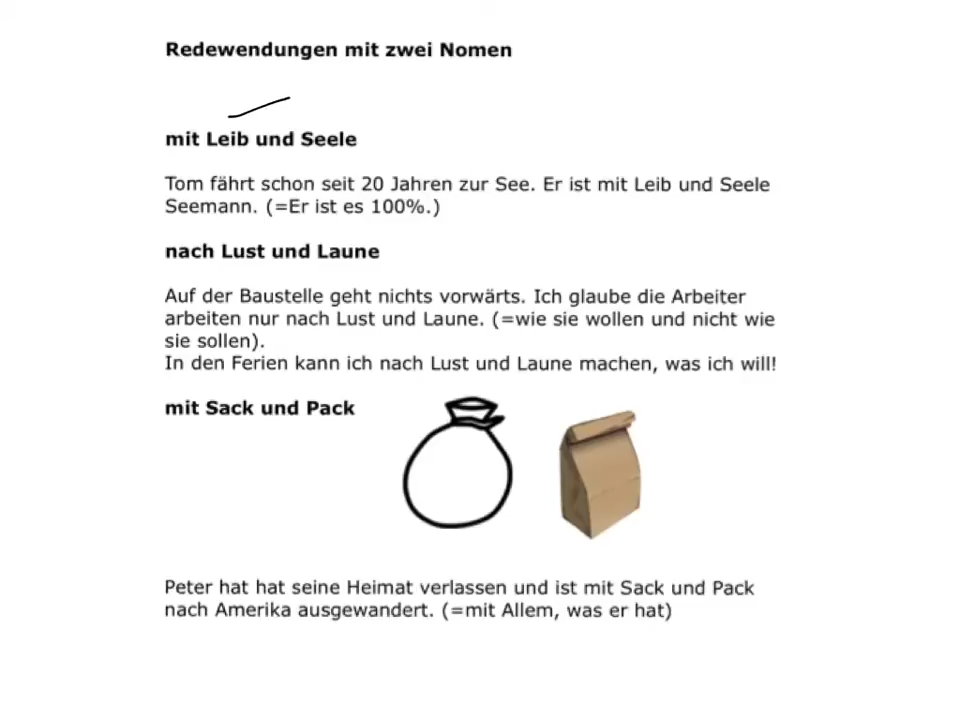 Redewendungen mit zwei Nomen
mit Leib und Seele
Tom fährt schon seit 20 Jahren zur See. Er ist mit Leib und Seele
Seemann. (=Er ist es 100%.)
nach Lust und Laune
Auf der Baustelle geht nichts vorwärts. Ich glaube die Arbeiter
arbeiten nur nach Lust und Laune. (=wie sie wollen und nicht wie
sie sollen).
In den Ferien kann ich nach Lust und Laune machen, was ich will!
mit Sack und Pack
Peter hat hat seine Heimat verlassen und ist mit Sack und Pack
nach Amerika ausgewandert. (=mit Allem, was er hat)